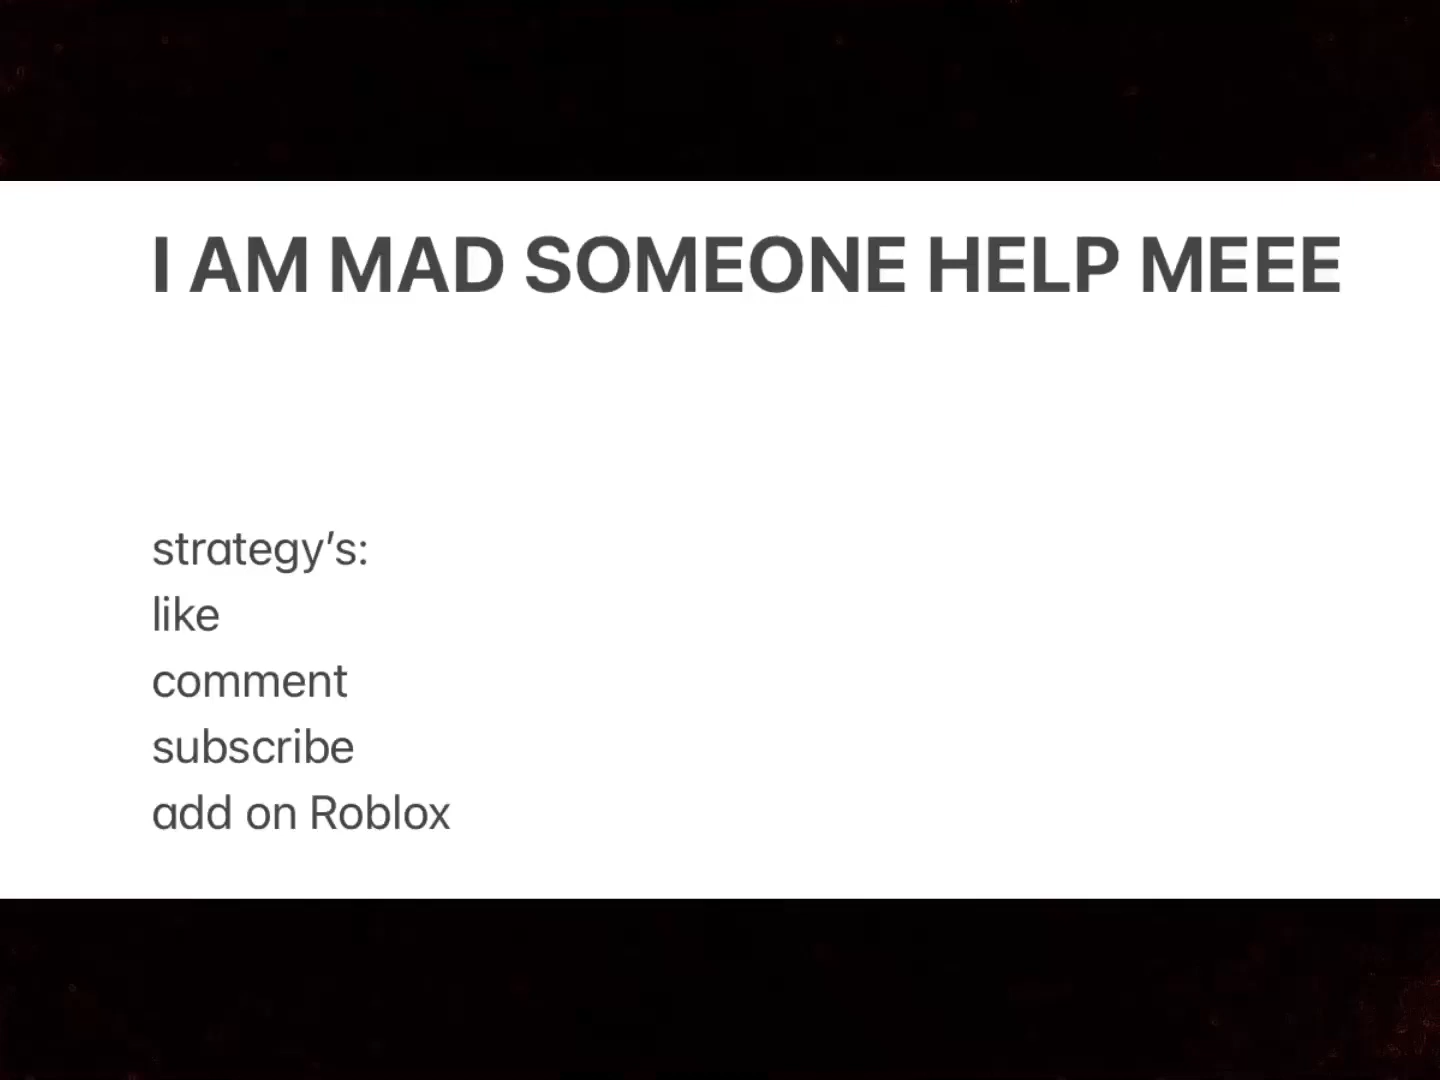 I AM MAD SOMEONE HELP MEEE
strategy’s:
like
comment
subscribe
add on Roblox